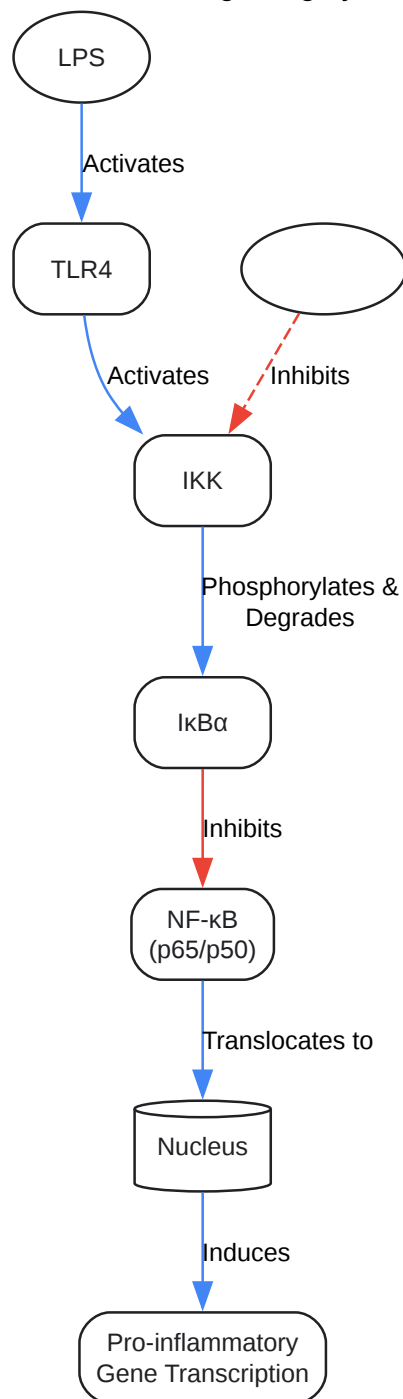 LPS
Activates
TLR4
Activates
Inhibits
IKK
Phosphorylates &
Degrades
IκBα
Inhibits
NF-κB
(p65/p50)
Translocates to
Nucleus
Induces
Pro-inflammatory
Gene Transcription